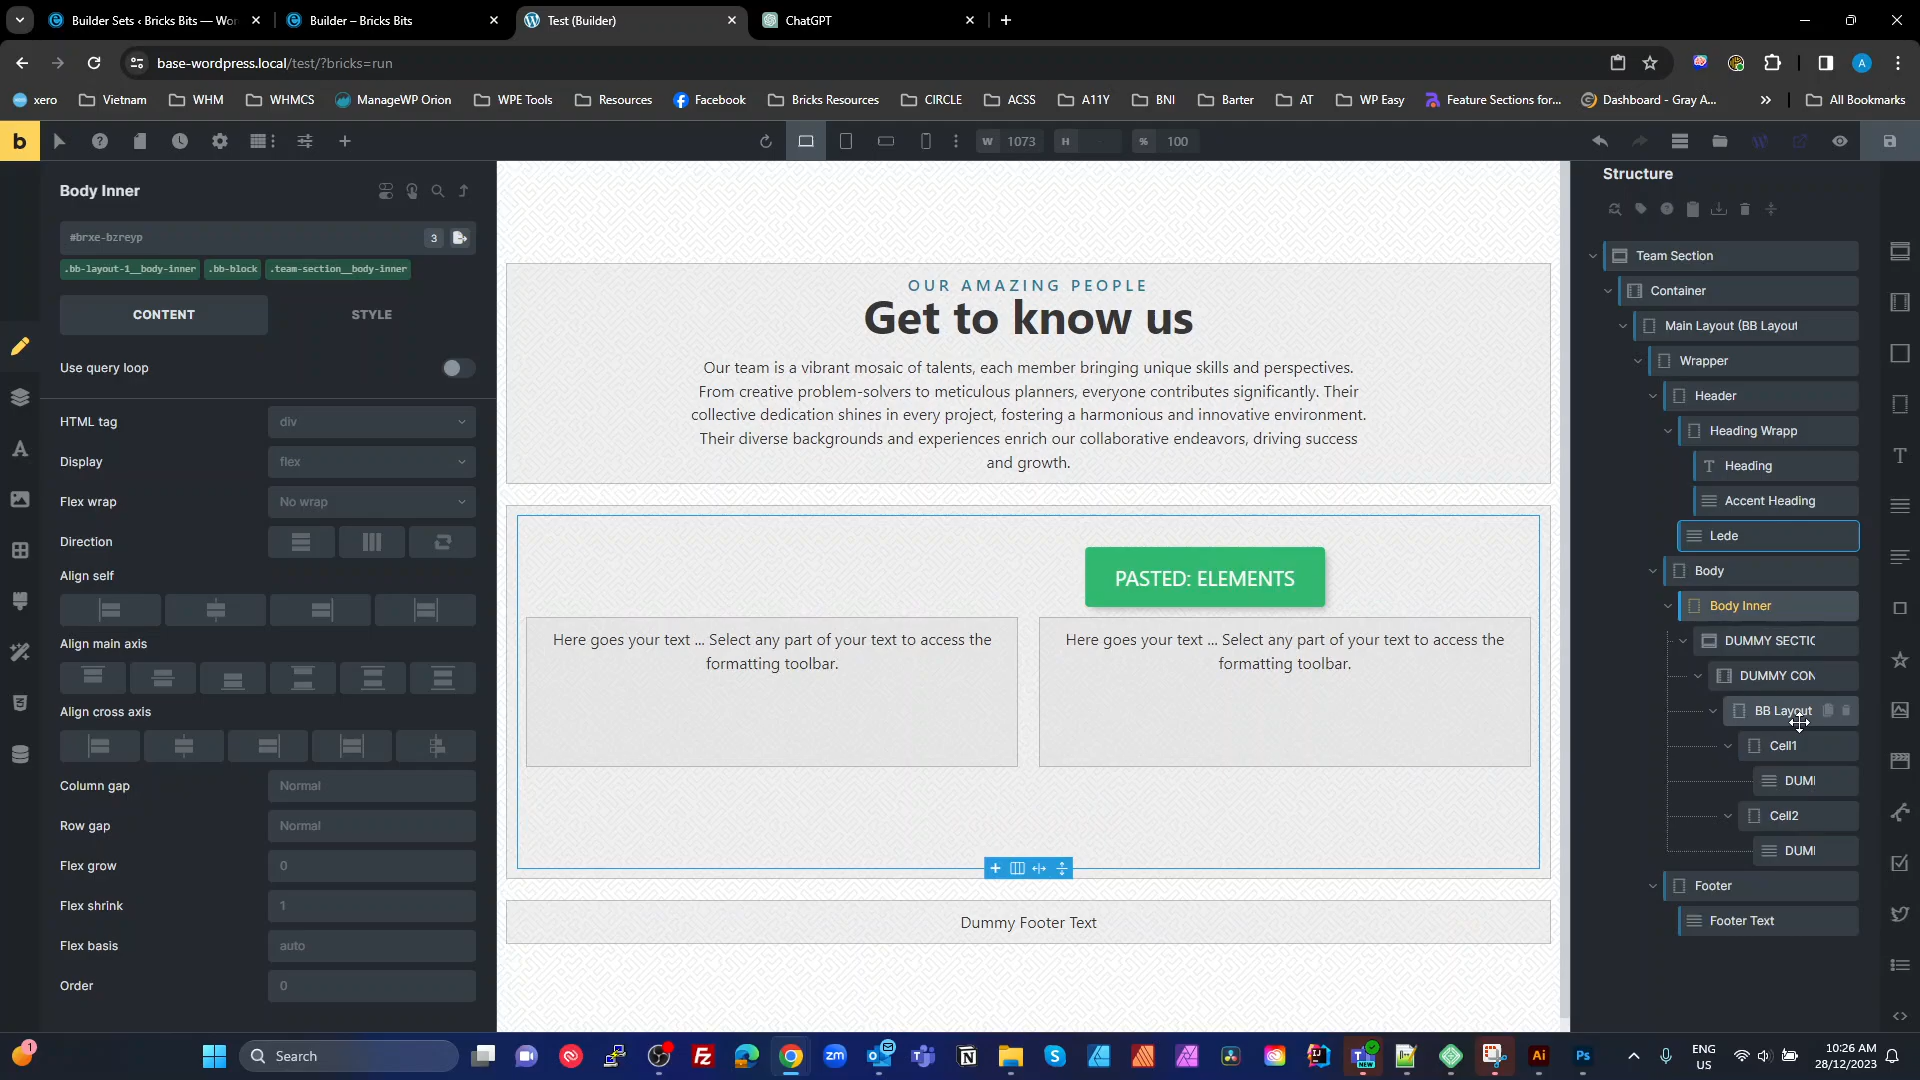 Builder Sets ‹ Bricks Bits — Wor
Builder – Bricks Bits
Test (Builder)
ChatGPT
base-wordpress.local/test/?bricks=run
A
xero
Vietnam
WHM
WHMCS
ManageWP Orion
WPE Tools
Resources
Facebook
Bricks Resources
CIRCLE
ACSS
A11Y
BNI
Barter
AT
WP Easy
Feature Sections for...
Dashboard - Gray A...
All Bookmarks
b
W 1073
H
% 100
Body Inner
#brxe-bzreyp
3
.bb-layout-1__body-inner
.bb-block
.team-section__body-inner
CONTENT
STYLE
Use query loop
HTML tag
div
Display
flex
Flex wrap
No wrap
Direction
Align self
Align main axis
Align cross axis
Column gap
Normal
Row gap
Normal
Flex grow
0
Flex shrink
1
Flex basis
auto
Order
0
OUR AMAZING PEOPLE
Get to know us
Our team is a vibrant mosaic of talents, each member bringing unique skills and perspectives.
From creative problem-solvers to meticulous planners, everyone contributes significantly. Their
collective dedication shines in every project, fostering a harmonious and innovative environment.
Their diverse backgrounds and experiences enrich our collaborative endeavors, driving success
and growth.
PASTED: ELEMENTS
Here goes your text ... Select any part of your text to access the
formatting toolbar.
Here goes your text ... Select any part of your text to access the
formatting toolbar.
Dummy Footer Text
Structure
Team Section
Container
Main Layout (BB Layout
Wrapper
Header
Heading Wrapp
Heading
Accent Heading
Lede
Body
Body Inner
DUMMY SECTIO
DUMMY CON
BB Layout
Cell1
DUMI
Cell2
DUMI
Footer
Footer Text
1
Search
zm
NEW
Ai
Ps
ENG
US
10:26 AM
28/12/2023